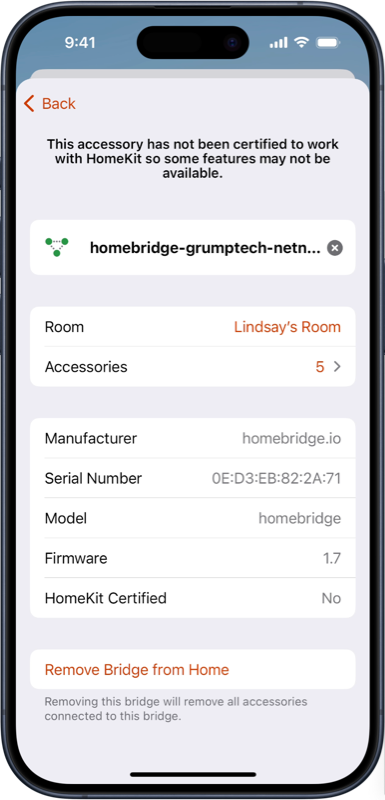 9:41
Back
This accessory has not been certified to work
with HomeKit so some features may not be
available.
homebridge-grumptech-netn...
Room Lindsay's Room
Accessories 5
Manufacturer homebridge.io
Serial Number 0E:D3:EB:82:2A:71
Model homebridge
Firmware 1.7
HomeKit Certified No
Remove Bridge from Home
Removing this bridge will remove all accessories
connected to this bridge.